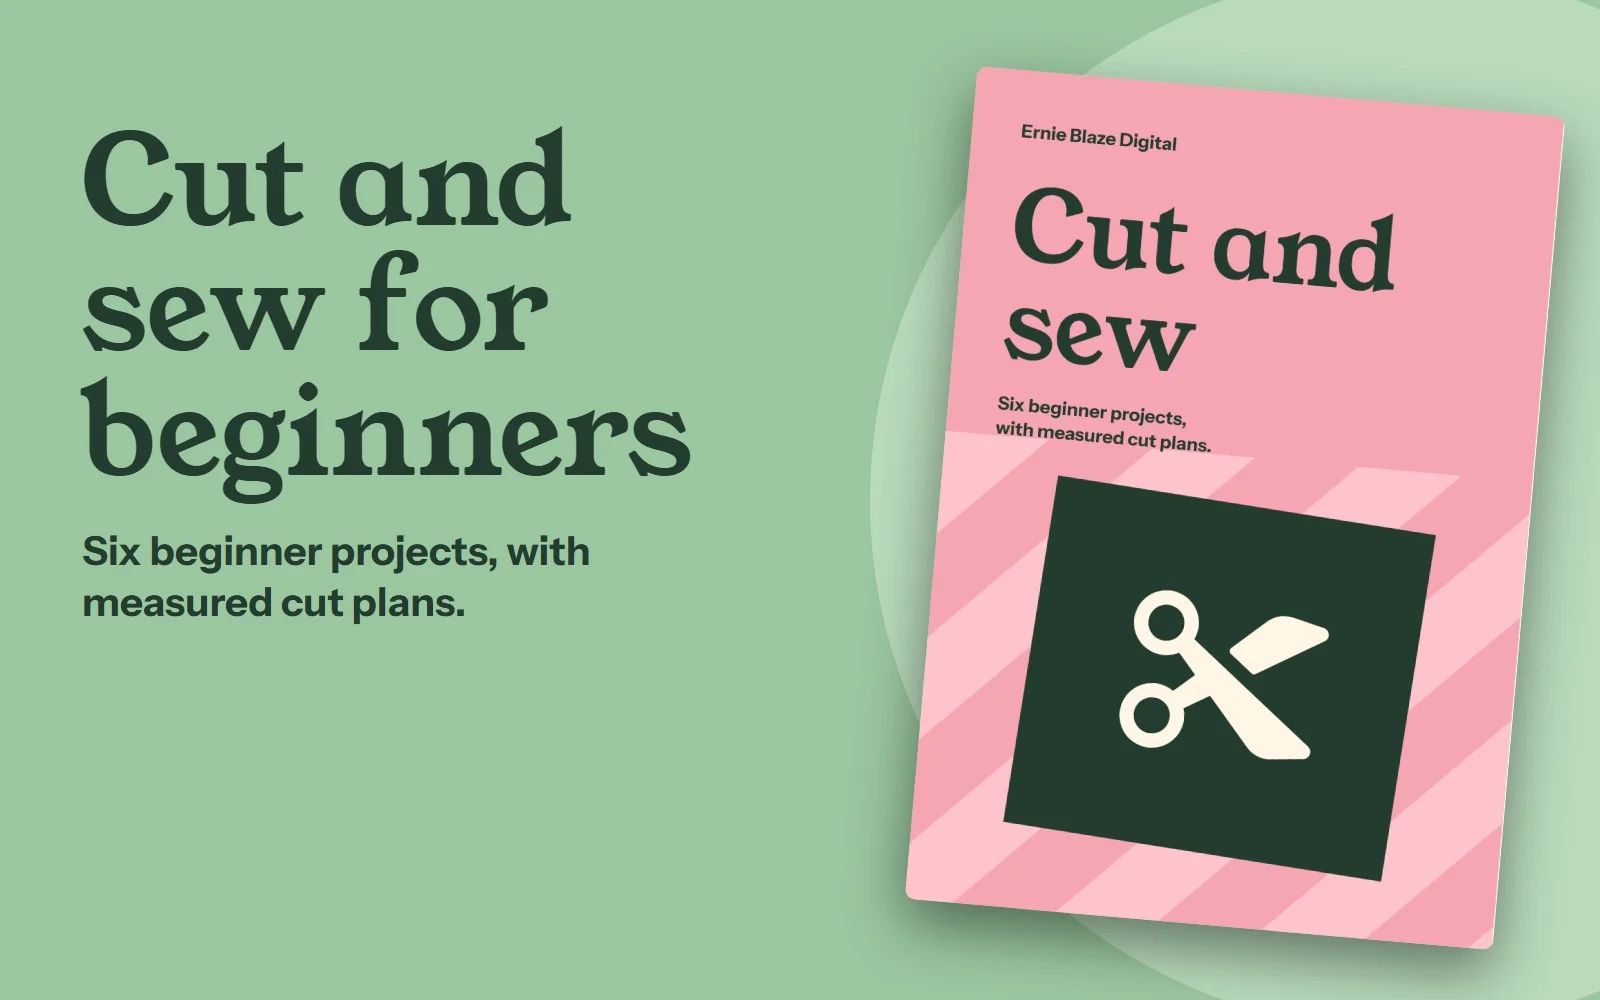 Cut and
sew for
beginners
Six beginner projects, with
measured cut plans.
Ernie Blaze Digital
Cut and
sew
Six beginner projects,
with measured cut plans.